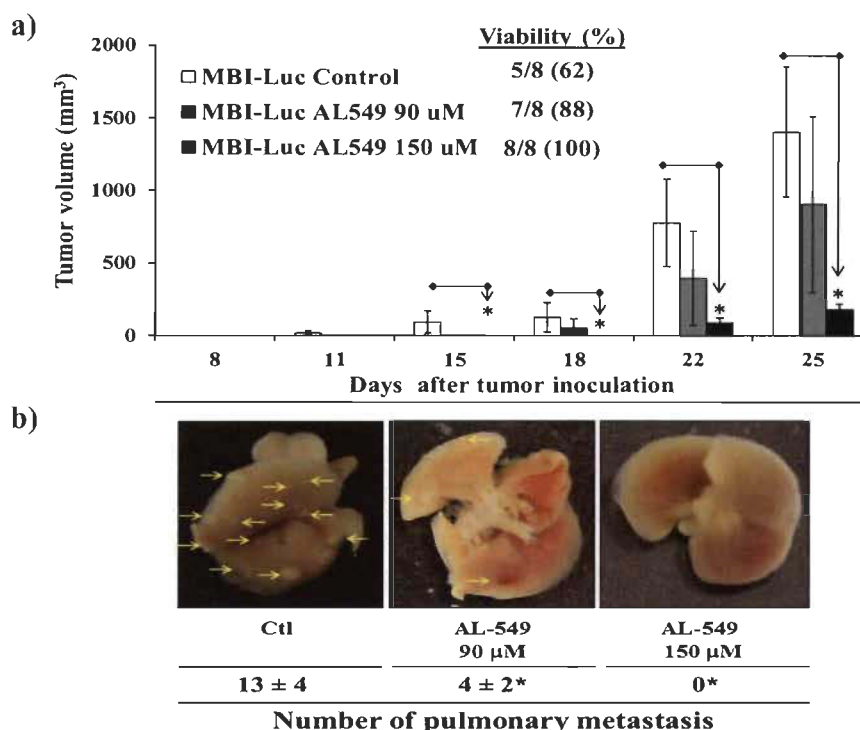 a)
Viability (%)
MBI-Luc Control 5/8 (62)
MBI-Luc AL549 90 uM 7/8 (88)
MBI-Luc AL549 150 uM 8/8 (100)
Tumor volume (mm³)
2000
1500
1000
500
0
* * * *
8 11 15 18 22 25
Days after tumor inoculation
b)
Ctl AL-549 AL-549
90 µM 150 µM
13 ± 4 4 ± 2* 0*
Number of pulmonary metastasis